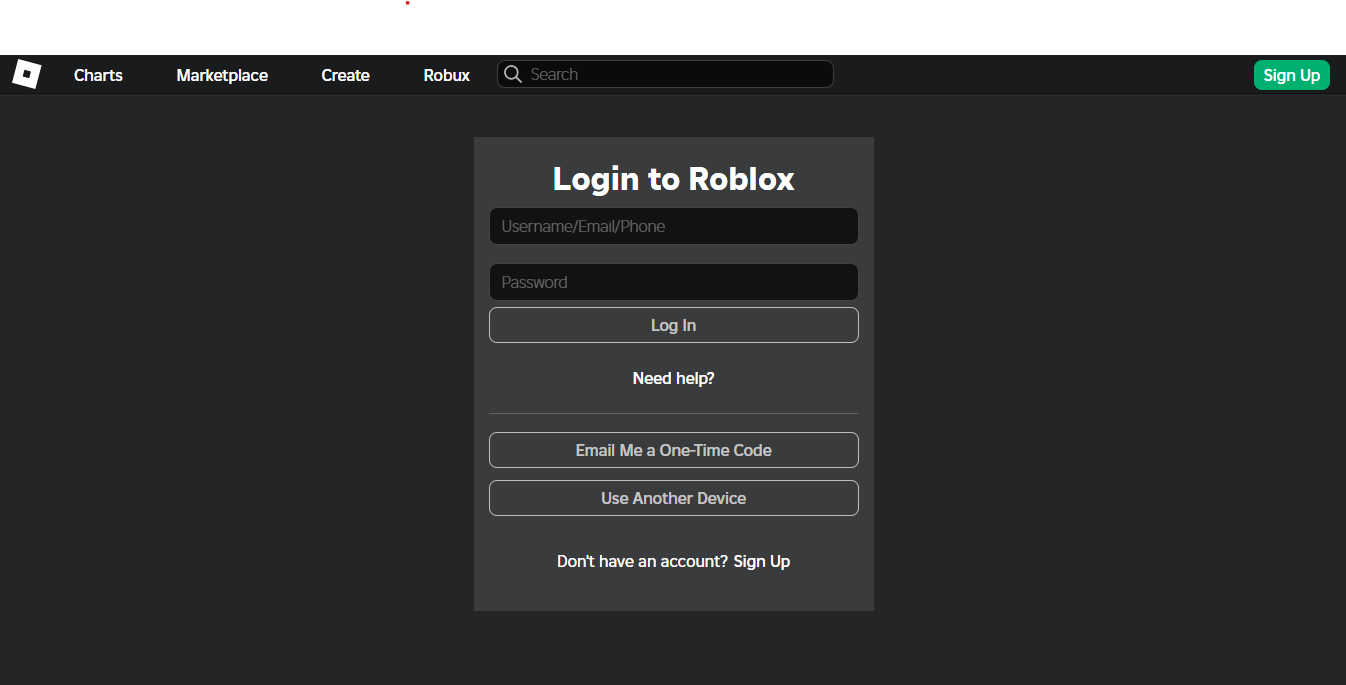 Charts Marketplace Create Robux Search Sign Up
Login to Roblox
Username/Email/Phone
Password
Log In
Need help?
Email Me a One-Time Code
Use Another Device
Don't have an account? Sign Up